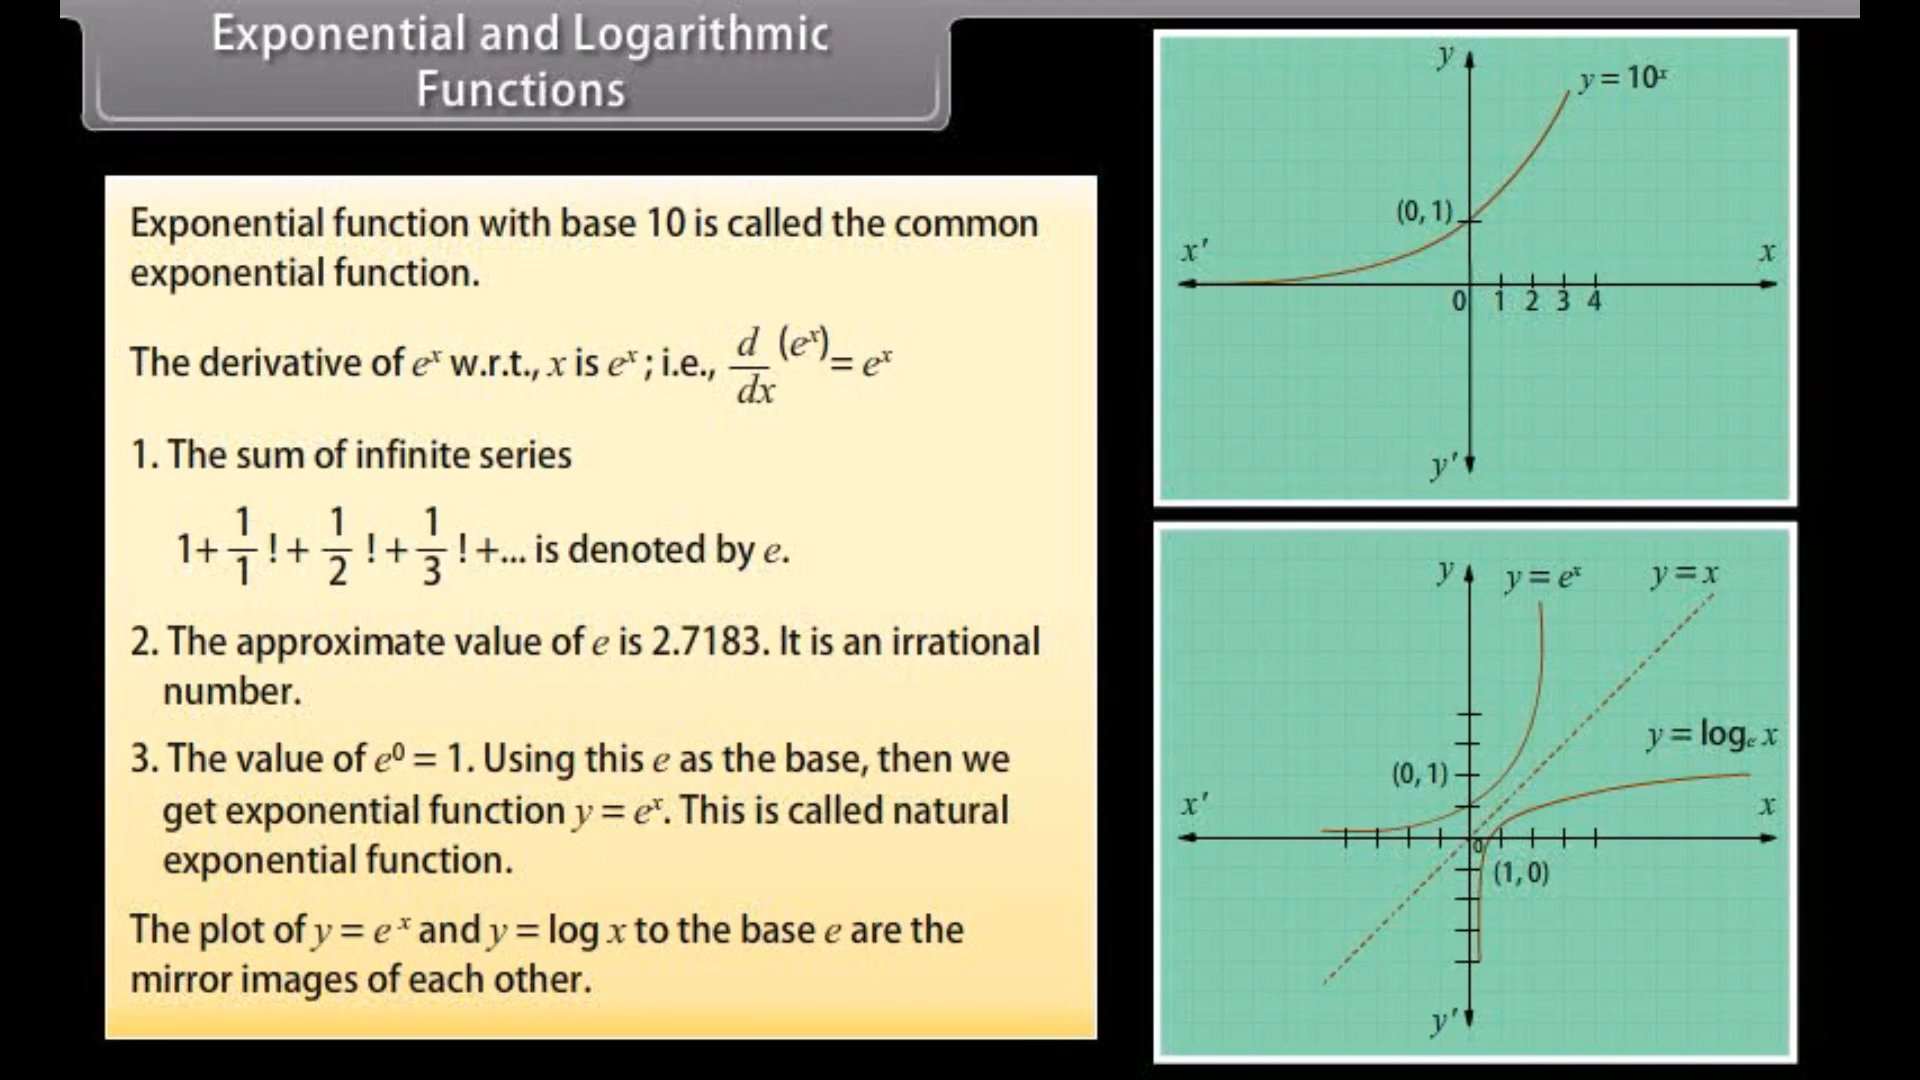 Exponential and Logarithmic
Functions
Exponential function with base 10 is called the common
exponential function.
The derivative of eˣ w.r.t., x is eˣ ; i.e., d/dx (eˣ) = eˣ
1. The sum of infinite series
1+ 1/1 ! + 1/2 ! + 1/3 ! +... is denoted by e.
2. The approximate value of e is 2.7183. It is an irrational
number.
3. The value of e⁰ = 1. Using this e as the base, then we
get exponential function y = eˣ. This is called natural
exponential function.
The plot of y = e ˣ and y = log x to the base e are the
mirror images of each other.
y
y = 10ˣ
(0, 1)
x′ x
0 1 2 3 4
y′
y y = eˣ y = x
y = logₑ x
(0, 1)
x′ x
0
(1, 0)
y′